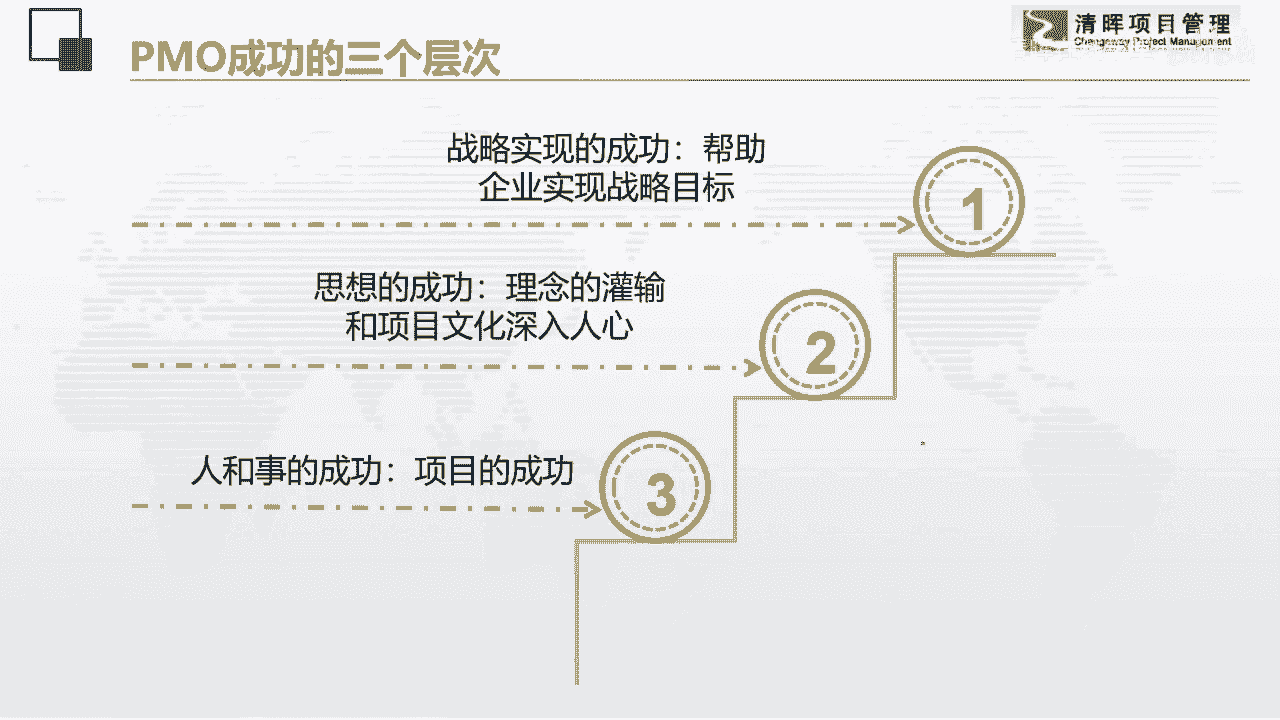 PMO成功的三个层次
清晖项目管理
Changeway Project Management
战略实现的成功：帮助
企业实现战略目标
1
思想的成功：理念的灌输
和项目文化深入人心
2
人和事的成功：项目的成功
3